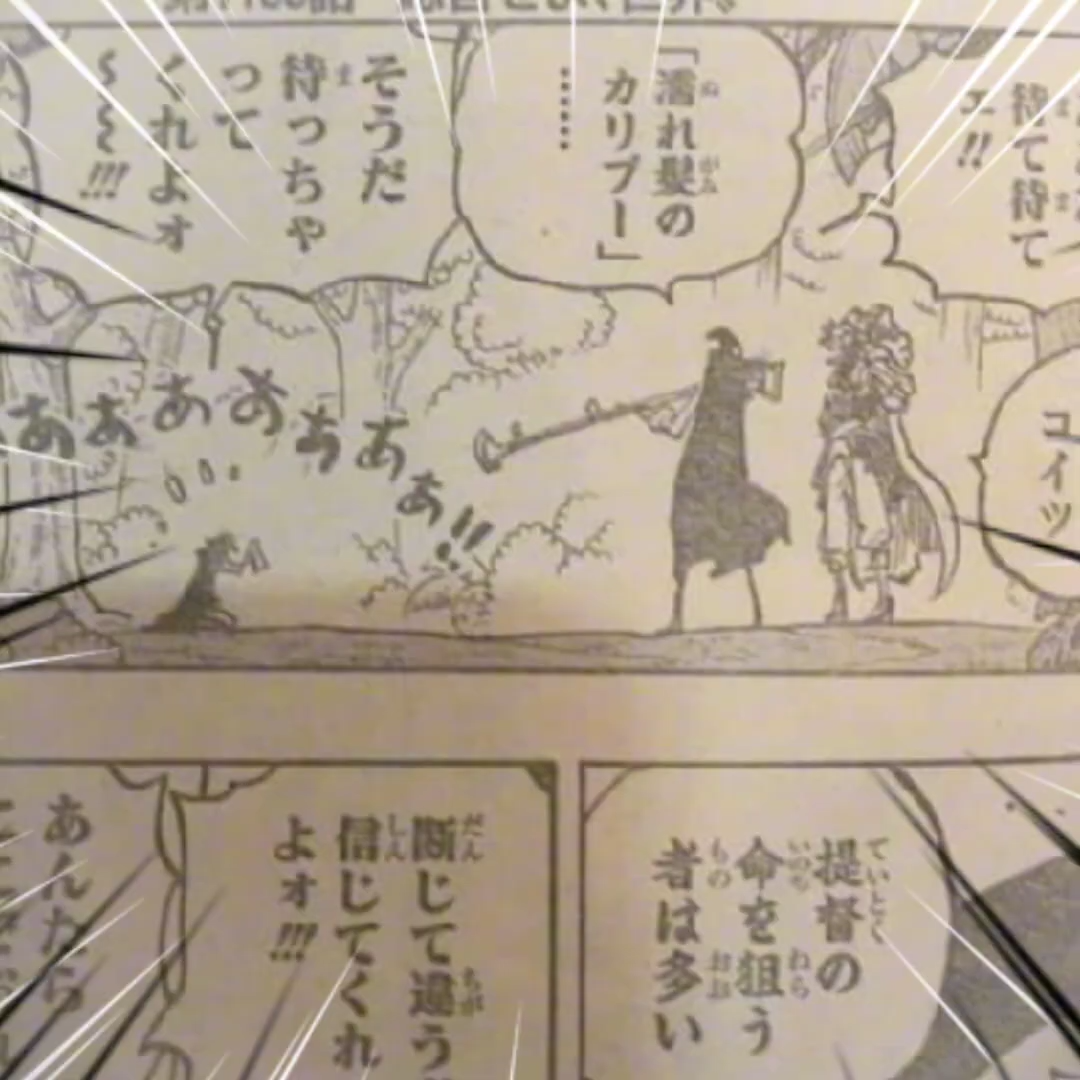 待て待て
ェ!!
「濡れ髪の
カリブー」
……
そうだ
待っちゃ
って
くれよォ
〜〜!!!
コイツ
あああああああ!!
提督の
命を狙う
者は多い
断じて違う
信じてくれ
よォ!!!
あんたら